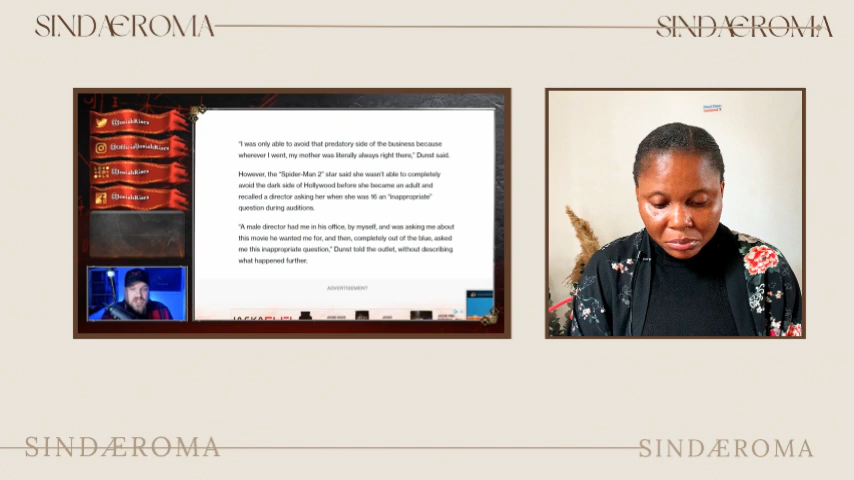 SINDÆROMA
SINDÆROMA
@JosiahRises
@OfficialJosiahRises
@JosiahRises
@JosiahRises
"I was only able to avoid that predatory side of the business because
wherever I went, my mother was literally always right there," Dunst said.
However, the "Spider-Man 2" star said she wasn't able to completely
avoid the dark side of Hollywood before she became an adult and
recalled a director asking her when she was 16 an "inappropriate"
question during auditions.
"A male director had me in his office, by myself, and was asking me about
this movie he wanted me for, and then, completely out of the blue, asked
me this inappropriate question," Dunst told the outlet, without describing
what happened further.
ADVERTISEMENT
SINDÆROMA
SINDÆROMA